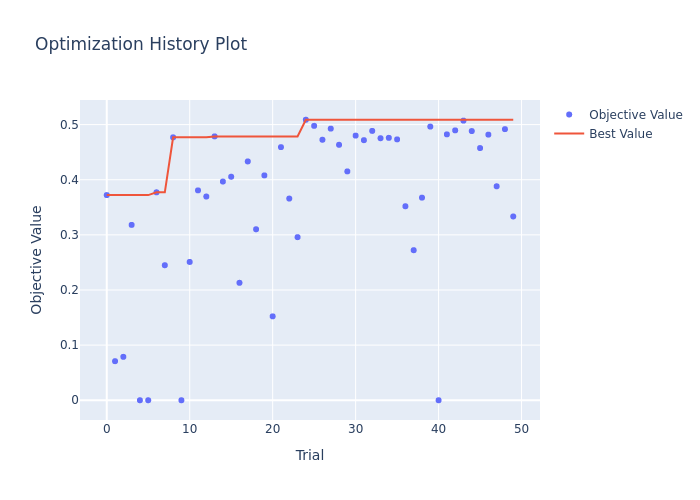 Optimization History Plot
Objective Value
Best Value
0.5
0.4
0.3
0.2
0.1
0
Objective Value
0 10 20 30 40 50
Trial